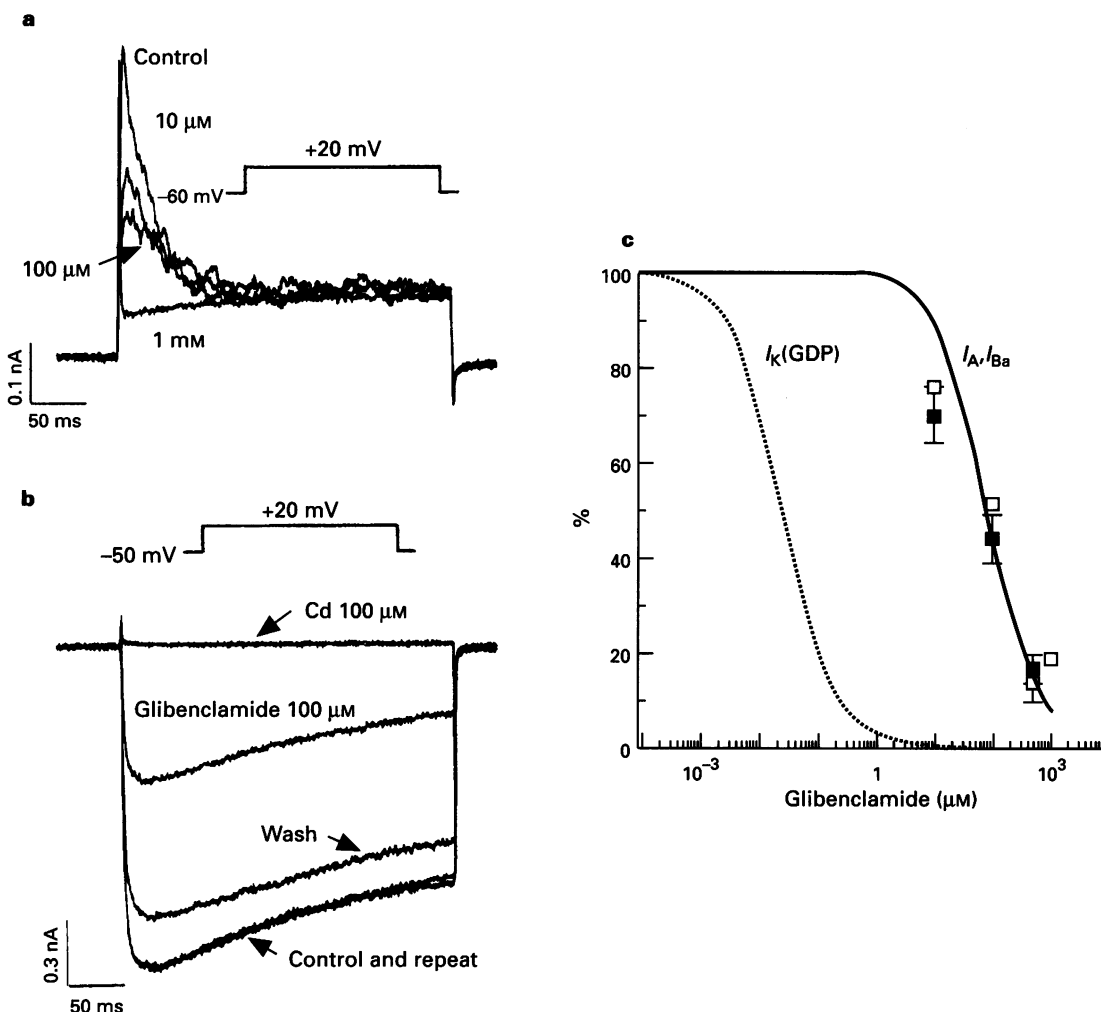 a
Control
10 μM
+20 mV
–60 mV
100 μM
1 mM
0.1 nA
50 ms
b
+20 mV
–50 mV
Cd 100 μM
Glibenclamide 100 μM
Wash
Control and repeat
0.3 nA
50 ms
c
100
80
60
40
20
0
%
I_K(GDP)
I_A, I_Ba
10⁻³
1
10³
Glibenclamide (μM)